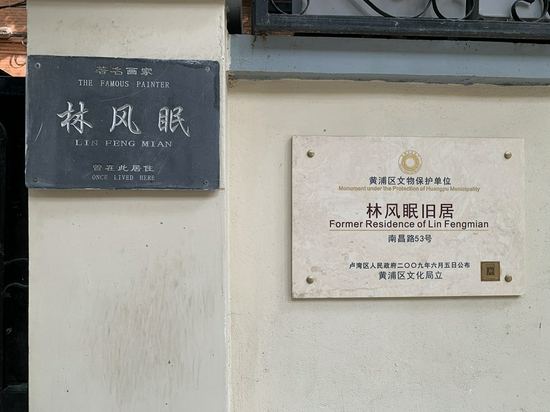 著名画家
THE FAMOUS PAINTER
林风眠
LIN FENG MIAN
曾在此居住
ONCE LIVED HERE
黄浦区文物保护单位
Monument under the Protection of Huangpu Municipality
林风眠旧居
Former Residence of Lin Fengmian
南昌路53号
卢湾区人民政府二〇〇九年六月五日公布
黄浦区文化局立